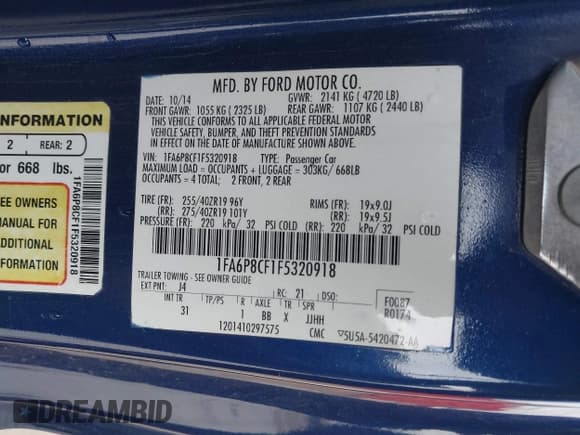 INFORMATION
2 REAR: 2
or 668 lbs.
SEE OWNER'S
MANUAL FOR
ADDITIONAL
INFORMATION
1FA6P8CF1F5320918
MFD. BY FORD MOTOR CO.
DATE: 10/14 GVWR: 2141 KG ( 4720 LB)
FRONT GAWR: 1055 KG ( 2325 LB) REAR GAWR: 1107 KG ( 2440 LB)
THIS VEHICLE CONFORMS TO ALL APPLICABLE FEDERAL MOTOR
VEHICLE SAFETY, BUMPER, AND THEFT PREVENTION STANDARDS
IN EFFECT ON THE DATE OF MANUFACTURE SHOWN ABOVE.
VIN: 1FA6P8CF1F5320918 TYPE: Passenger Car
MAXIMUM LOAD = OCCUPANTS + LUGGAGE = 303KG/ 668LB
OCCUPANTS = 4 TOTAL; 2 FRONT, 2 REAR
TIRE (FR): 255/40ZR19 96Y RIMS (FR): 19x9.0J
(RR): 275/40ZR19 101Y (RR): 19x9.5J
PRESSURE (FR): 220 kPa/ 32 PSI COLD (RR): 220 kPa/ 32 PSI COLD
1FA6P8CF1F5320918
TRAILER TOWING - SEE OWNER GUIDE
EXT PNT: J4 RC: 21 F0087
INT TR TP/PS R AXLE TR SPR R0174
31 1 BB X JJHH
1201410297575 CMC 5U5A-5420472-AA
DREAMBID